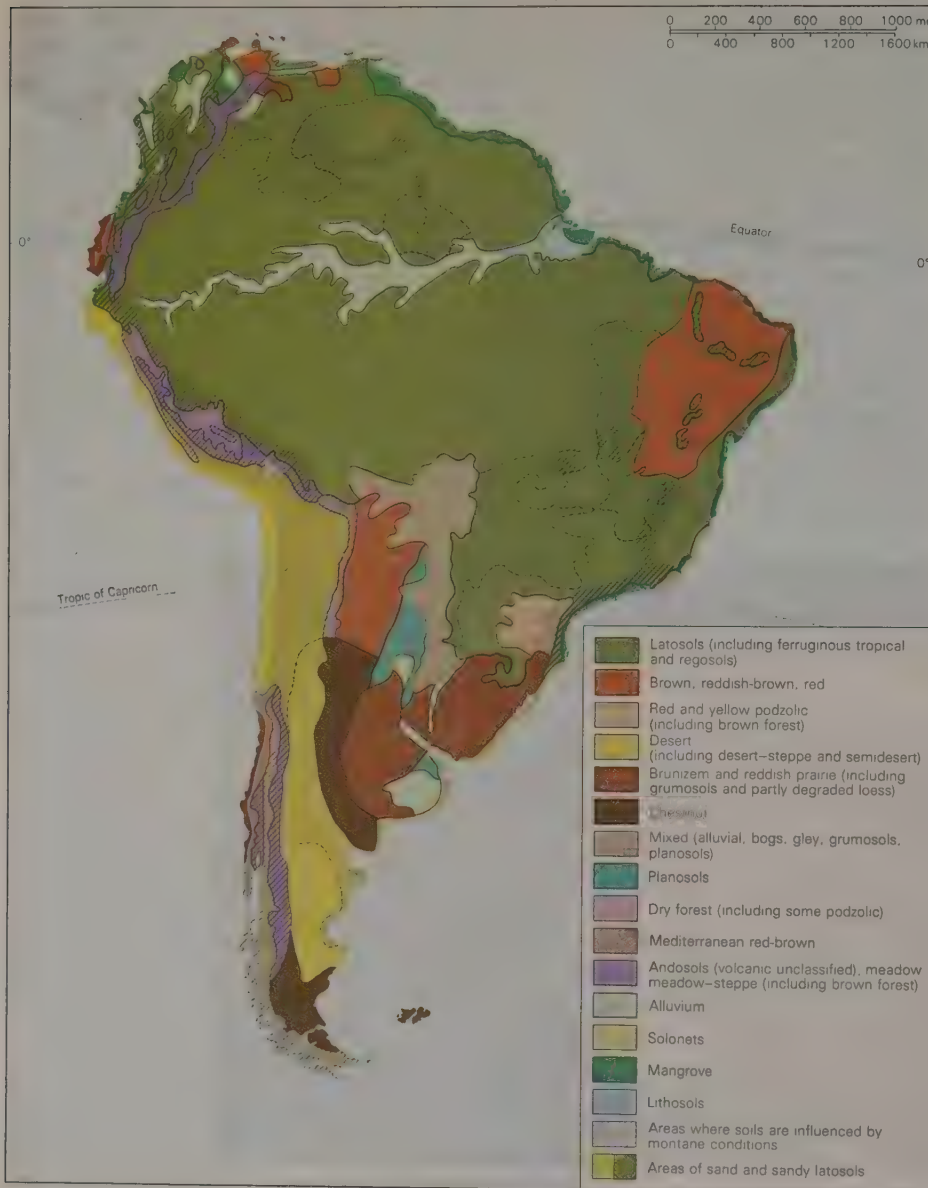 0 200 400 600 800 1000 mi
0 400 800 1200 1600 km
Equator
0°
0°
Tropic of Capricorn
Latosols (including ferruginous tropical
and regosols)
Brown, reddish-brown, red
Red and yellow podzolic
(including brown forest)
Desert
(including desert–steppe and semidesert)
Brunizem and reddish prairie (including
grumosols and partly degraded loess)
Chestnut
Mixed (alluvial, bogs, gley, grumosols,
planosols)
Planosols
Dry forest (including some podzolic)
Mediterranean red-brown
Andosols (volcanic unclassified), meadow
meadow–steppe (including brown forest)
Alluvium
Solonets
Mangrove
Lithosols
Areas where soils are influenced by
montane conditions
Areas of sand and sandy latosols